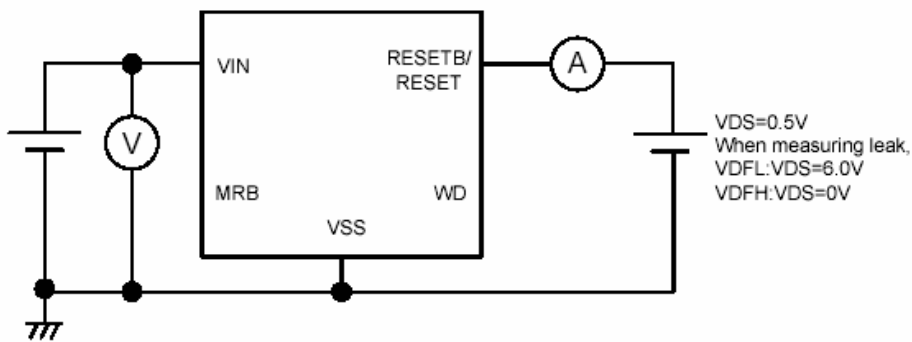 VIN
RESETB/
RESET
A
V
VDS=0.5V
When measuring leak,
VDFL:VDS=6.0V
VDFH:VDS=0V
MRB
WD
VSS